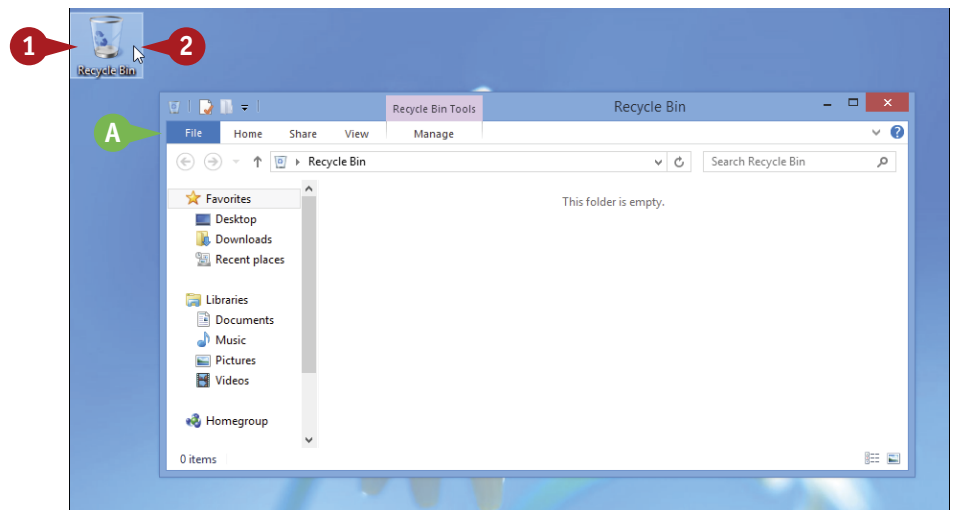 1
2
Recycle Bin
Recycle Bin Tools
Recycle Bin
A
File Home Share View Manage
Recycle Bin
Search Recycle Bin
Favorites
This folder is empty.
Desktop
Downloads
Recent places
Libraries
Documents
Music
Pictures
Videos
Homegroup
0 items